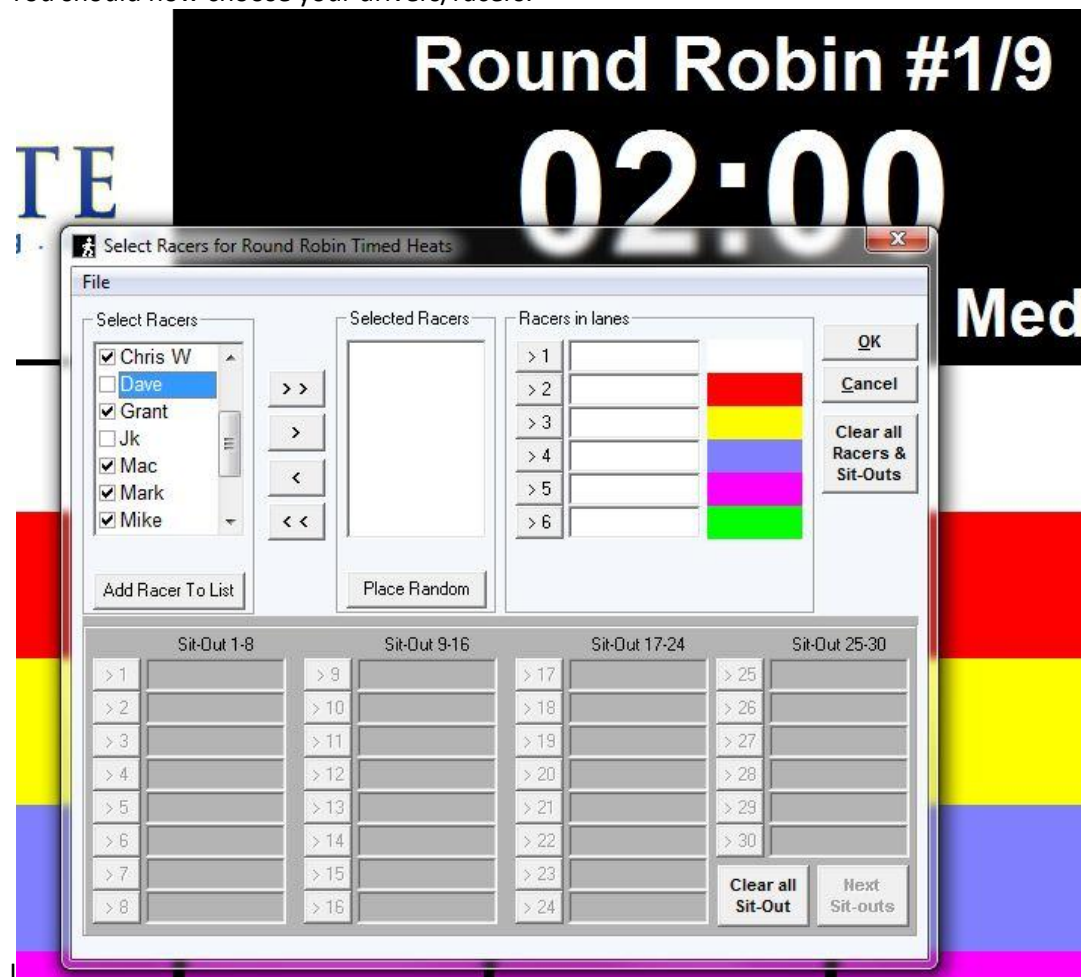 You should now choose your drivers/racers.
Round Robin #1/9
02:00
TE
Med
Select Racers for Round Robin Timed Heats
File
Select Racers
Chris W
Dave
Grant
Jk
Mac
Mark
Mike
Add Racer To List
>>
>
<
<<
Selected Racers
Place Random
Racers in lanes
>1
>2
>3
>4
>5
>6
OK
Cancel
Clear all
Racers &
Sit-Outs
Sit-Out 1-8
>1
>2
>3
>4
>5
>6
>7
>8
Sit-Out 9-16
>9
>10
>11
>12
>13
>14
>15
>16
Sit-Out 17-24
>17
>18
>19
>20
>21
>22
>23
>24
Sit-Out 25-30
>25
>26
>27
>28
>29
>30
Clear all
Sit-Out
Next
Sit-outs